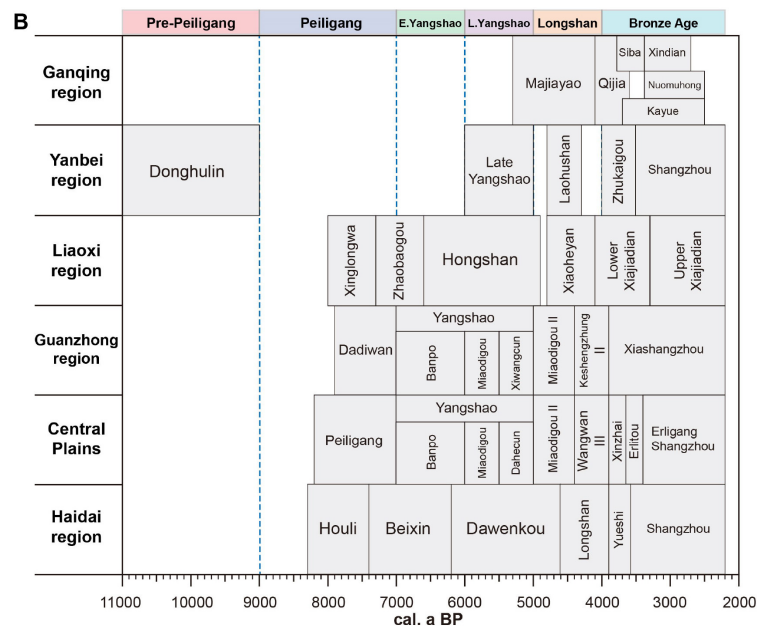 B
Pre-Peiligang Peiligang E.Yangshao L.Yangshao Longshan Bronze Age
Ganqing
region
Majiayao
Qijia
Siba
Xindian
Nuomuhong
Kayue
Yanbei
region
Donghulin
Late
Yangshao
Laohushan
Zhukaigou
Shangzhou
Liaoxi
region
Xinglongwa
Zhaobaogou
Hongshan
Xiaoheyan
Lower
Xiajiadian
Upper
Xiajiadian
Guanzhong
region
Dadiwan
Yangshao
Banpo
Miaodigou
Xiwangcun
Miaodigou II
Keshengzhung
II
Xiashangzhou
Central
Plains
Peiligang
Yangshao
Banpo
Miaodigou
Dahecun
Miaodigou II
Wangwan
III
Xinzhai
Erlitou
Erligang
Shangzhou
Haidai
region
Houli
Beixin
Dawenkou
Longshan
Yueshi
Shangzhou
11000 10000 9000 8000 7000 6000 5000 4000 3000 2000
cal. a BP